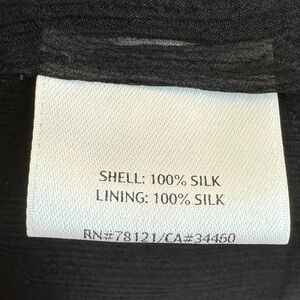 SHELL: 100% SILK
LINING: 100% SILK
RN#78121/CA#34460